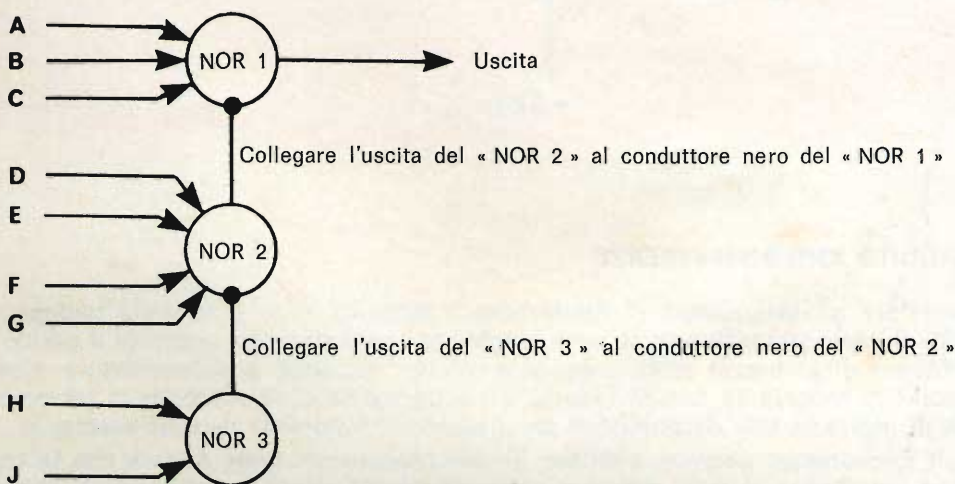 A
B
C
NOR 1
Uscita
Collegare l'uscita del « NOR 2 » al conduttore nero del « NOR 1 »
D
E
F
G
NOR 2
Collegare l'uscita del « NOR 3 » al conduttore nero del « NOR 2 »
H
J
NOR 3